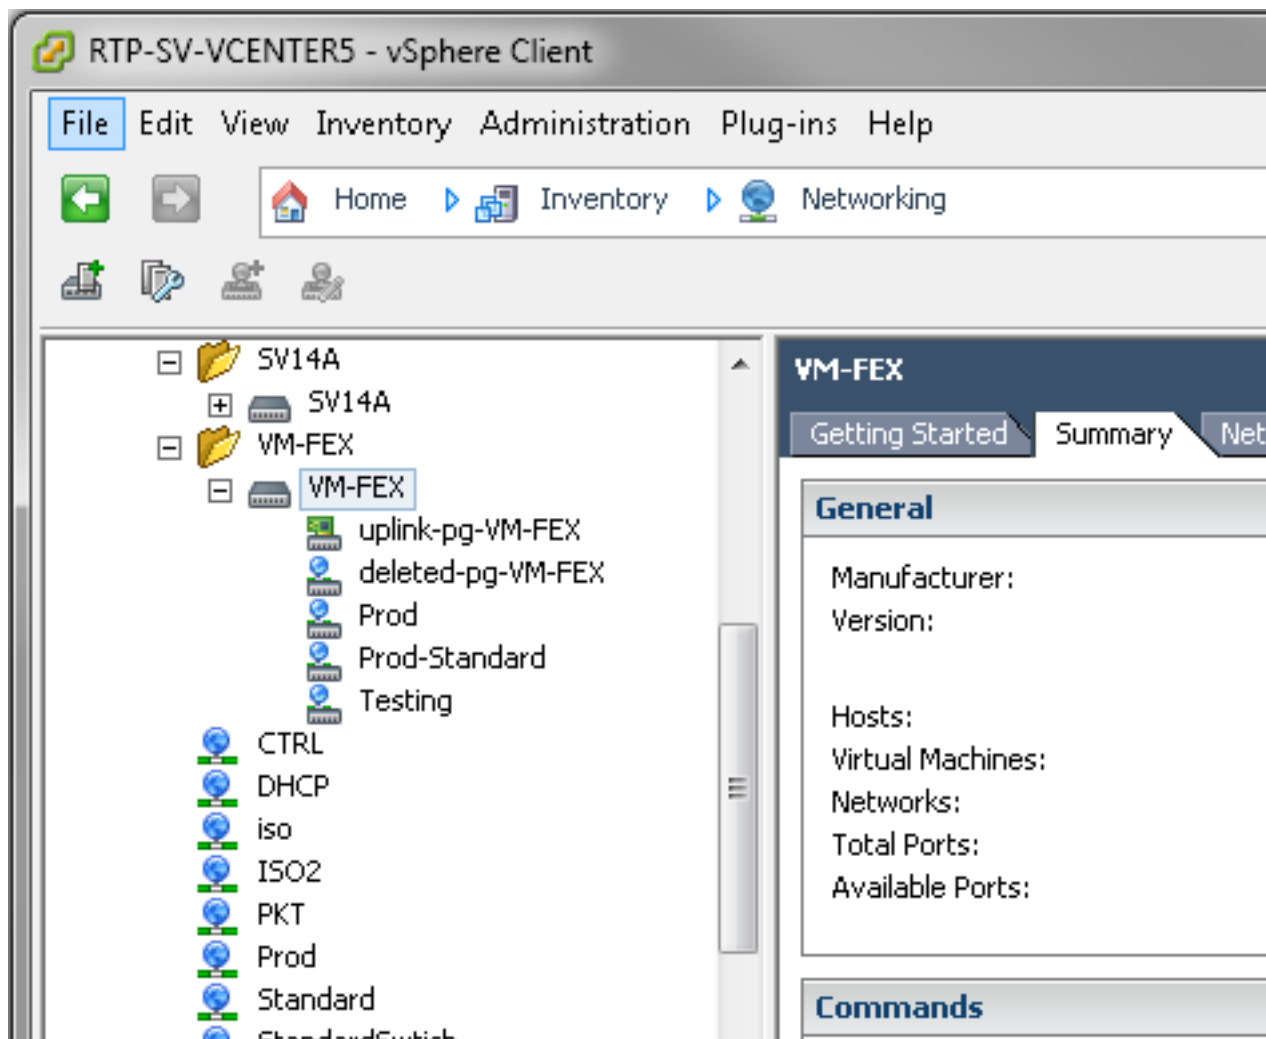 RTP-SV-VCENTER5 - vSphere Client
File Edit View Inventory Administration Plug-ins Help
Home Inventory Networking
SV14A
SV14A
VM-FEX
VM-FEX
uplink-pg-VM-FEX
deleted-pg-VM-FEX
Prod
Prod-Standard
Testing
CTRL
DHCP
iso
ISO2
PKT
Prod
Standard
StandardSwtich
VM-FEX
Getting Started Summary Net
General
Manufacturer:
Version:
Hosts:
Virtual Machines:
Networks:
Total Ports:
Available Ports:
Commands